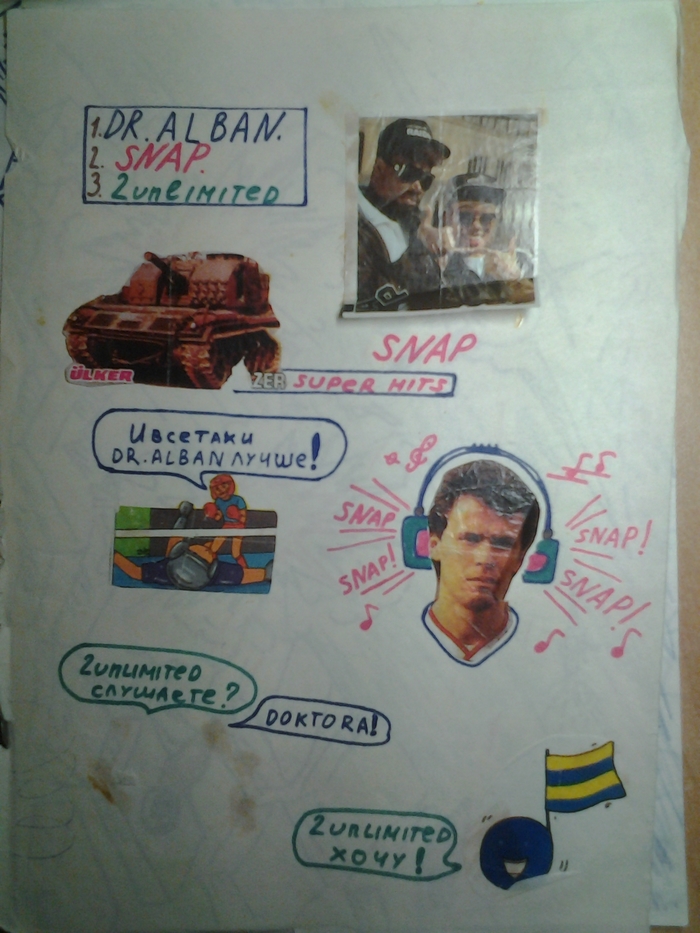 1. DR. ALBAN.
2. SNAP.
3. 2UNLIMITED
SNAP
ÜLKER
ZER SUPER HITS
И ВСЕ ТАКИ
DR. ALBAN ЛУЧШЕ!
SNAP
SNAP!
SNAP!
SNAP!
2UNLIMITED
СЛУШАЕТЕ?
DOKTORA!
2UNLIMITED
ХОЧУ!